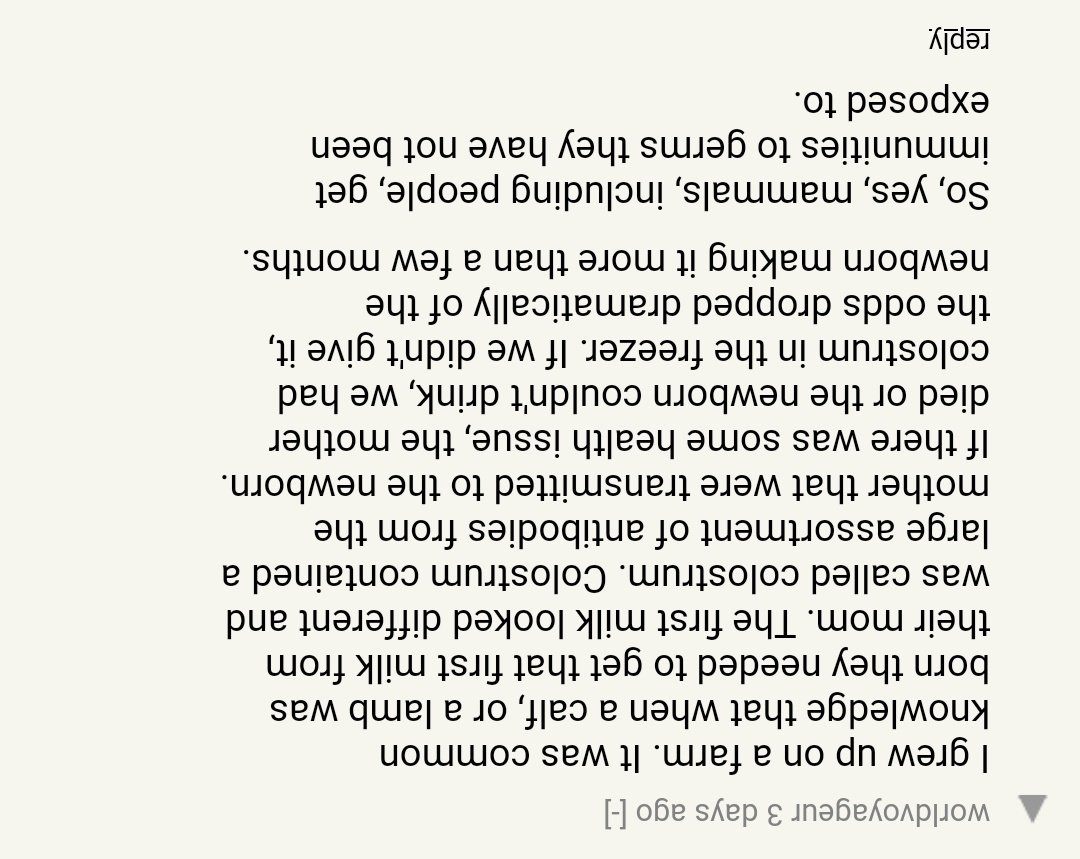 worldvoyageur 3 days ago [-]
I grew up on a farm. It was common
knowledge that when a calf, or a lamb was
born they needed to get that first milk from
their mom. The first milk looked different and
was called colostrum. Colostrum contained a
large assortment of antibodies from the
mother that were transmitted to the newborn.
If there was some health issue, the mother
died or the newborn couldn't drink, we had
colostrum in the freezer. If we didn't give it,
the odds dropped dramatically of the
newborn making it more than a few months.
So, yes, mammals, including people, get
immunities to germs they have not been
exposed to.
reply